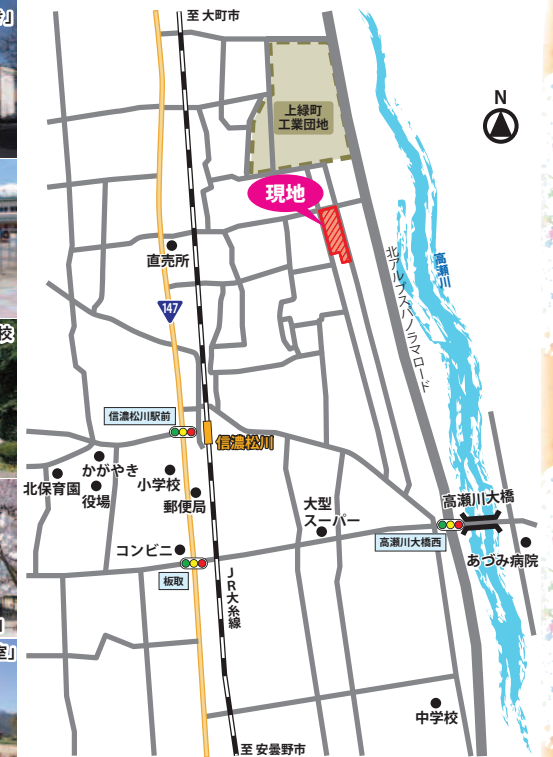 至 大町市
上緑町
工業団地
N
現地
直売所
北アルプスパノラマロード
高瀬川
147
校
信濃松川駅前
信濃松川
かがやき
北保育園
役場
小学校
郵便局
大型
スーパー
高瀬川大橋
高瀬川大橋西
あづみ病院
コンビニ
板取
JR大糸線
室」
中学校
至 安曇野市